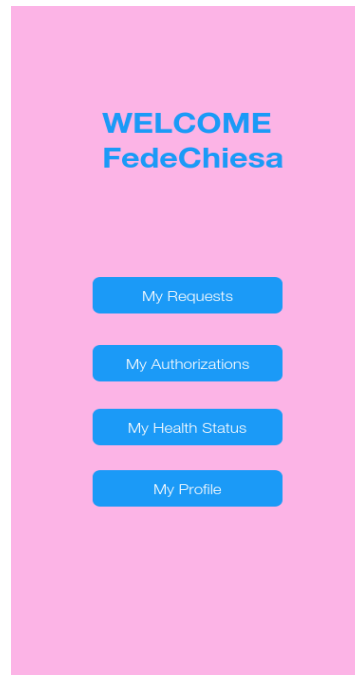 WELCOME
FedeChiesa
My Requests
My Authorizations
My Health Status
My Profile